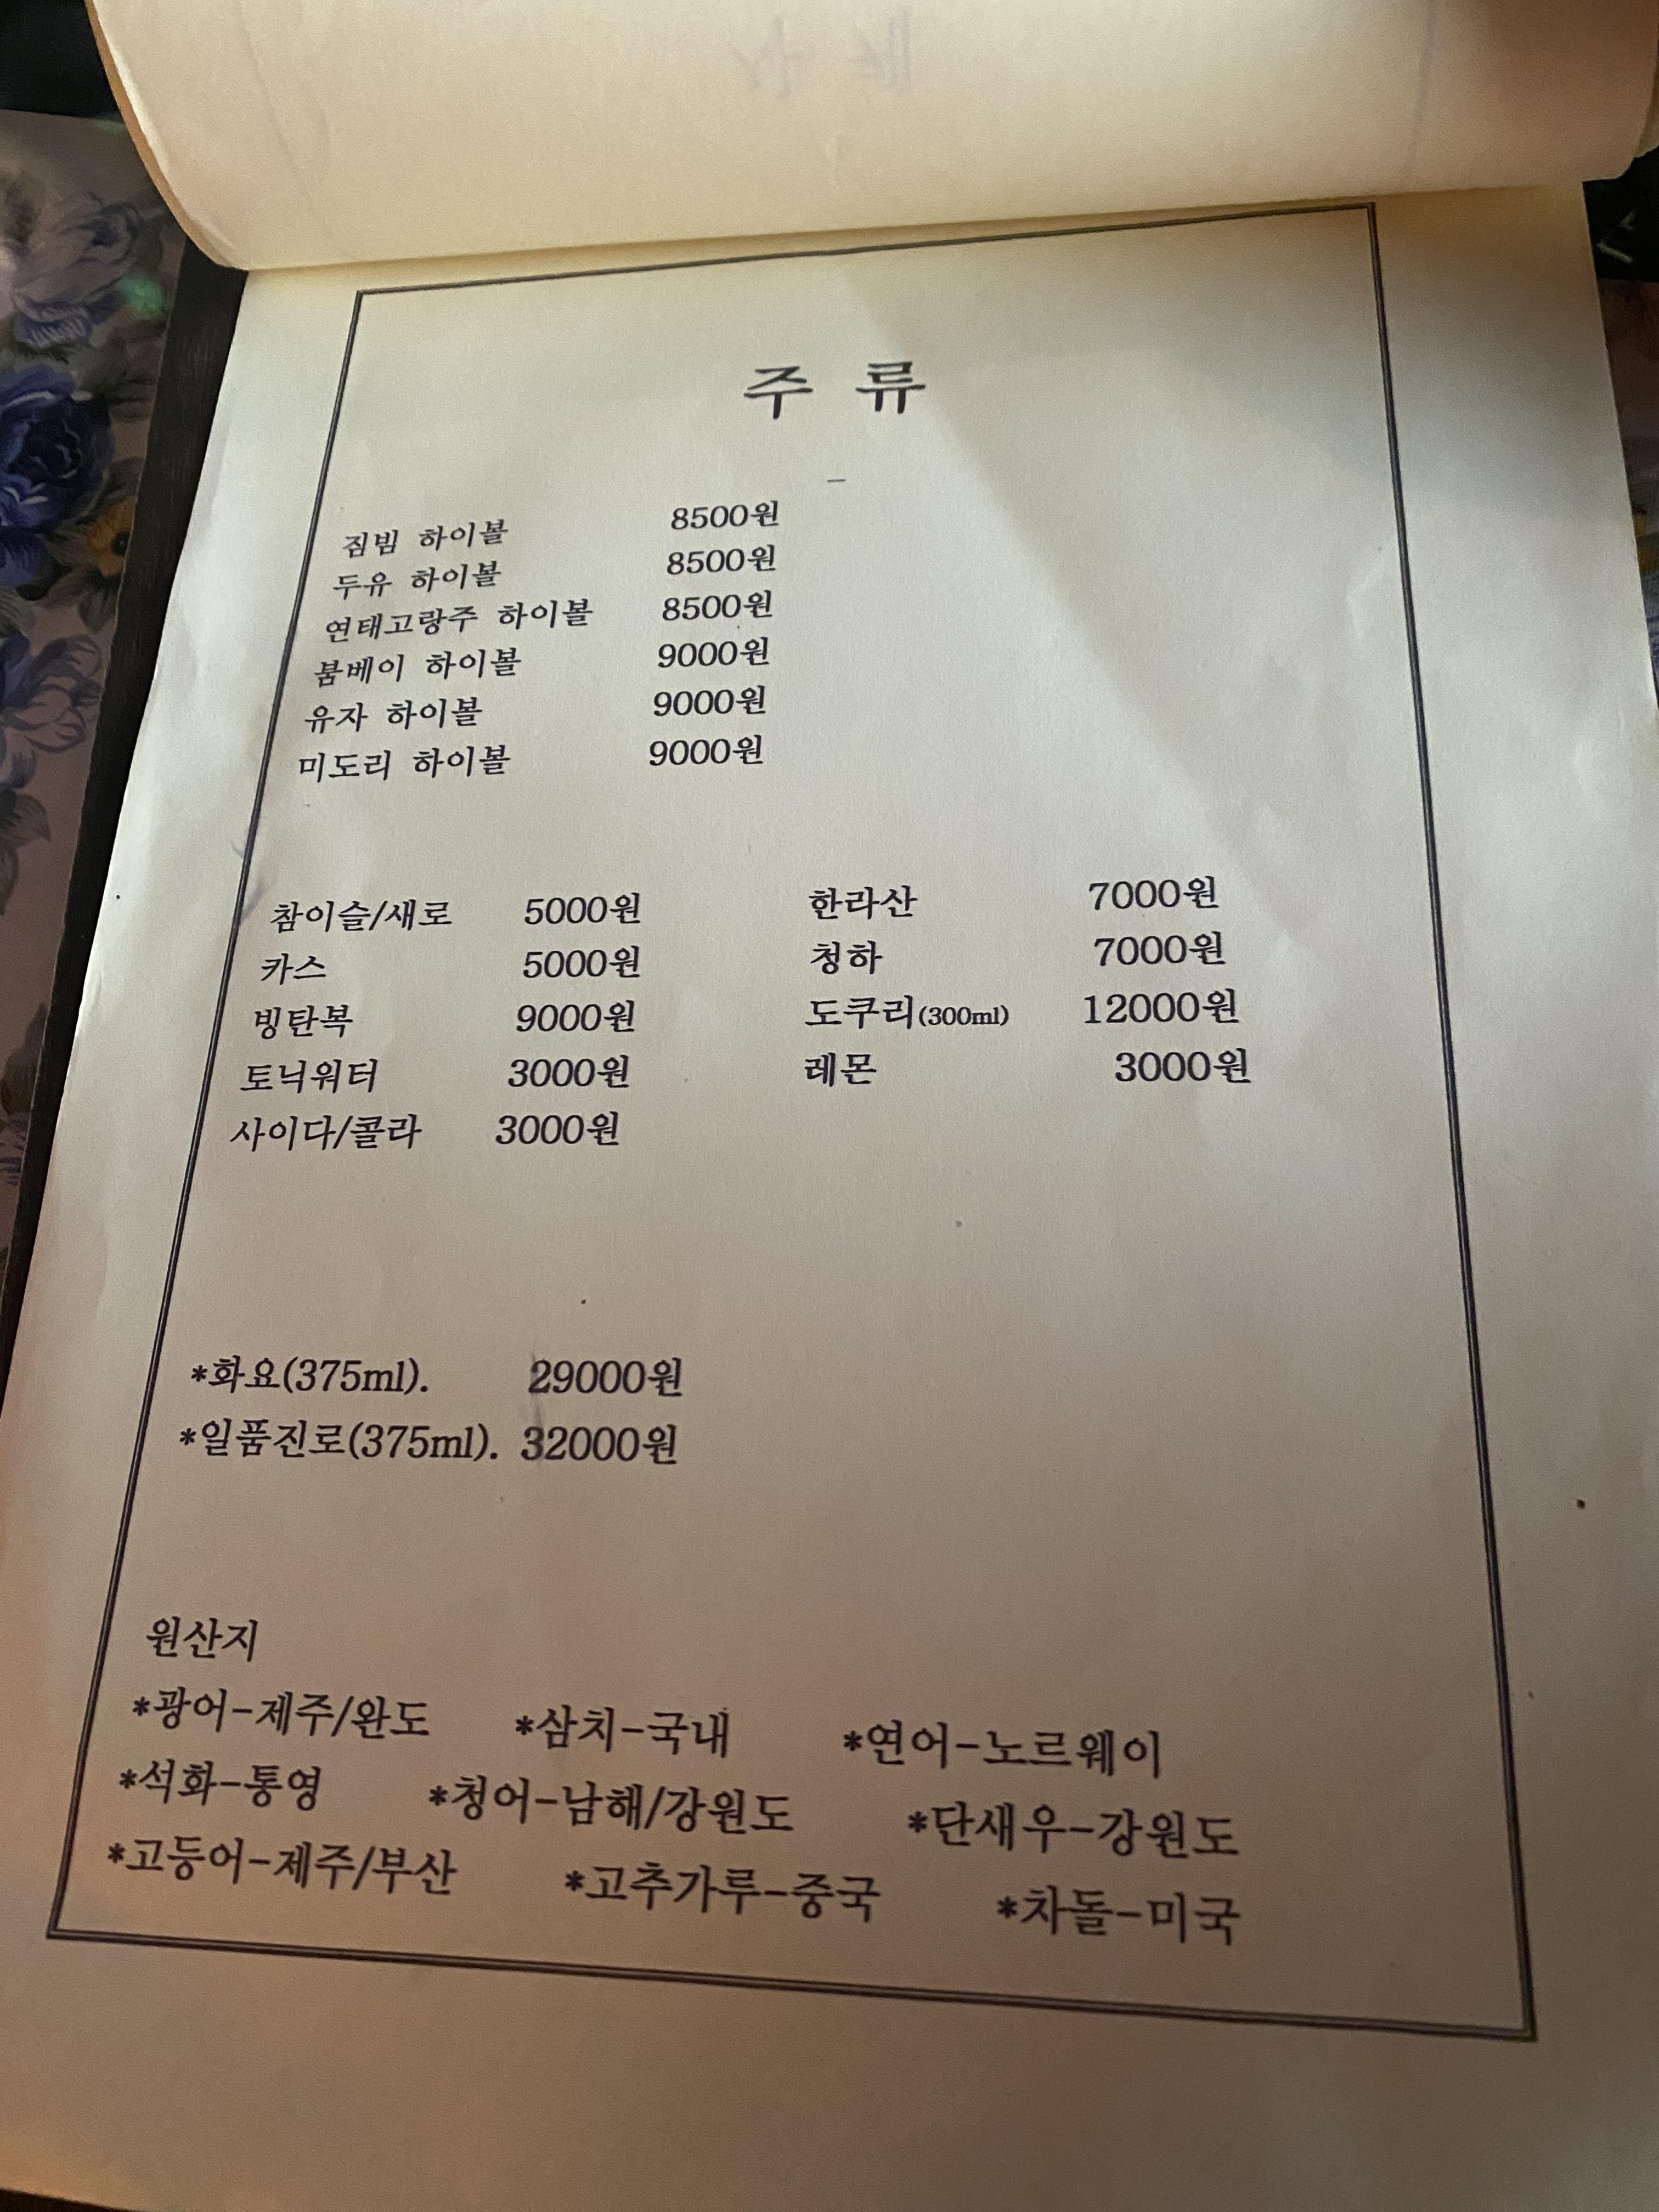 주 류
짐빔 하이볼 8500원
두유 하이볼 8500원
연태고량주 하이볼 8500원
붐베이 하이볼 9000원
유자 하이볼 9000원
미도리 하이볼 9000원
참이슬/새로 5000원 한라산 7000원
카스 5000원 청하 7000원
빙탄복 9000원 도쿠리(300ml) 12000원
토닉워터 3000원 레몬 3000원
사이다/콜라 3000원
*화요(375ml). 29000원
*일품진로(375ml). 32000원
원산지
*광어-제주/완도 *삼치-국내 *연어-노르웨이
*석화-통영 *청어-남해/강원도 *단새우-강원도
*고등어-제주/부산 *고추가루-중국 *차돌-미국